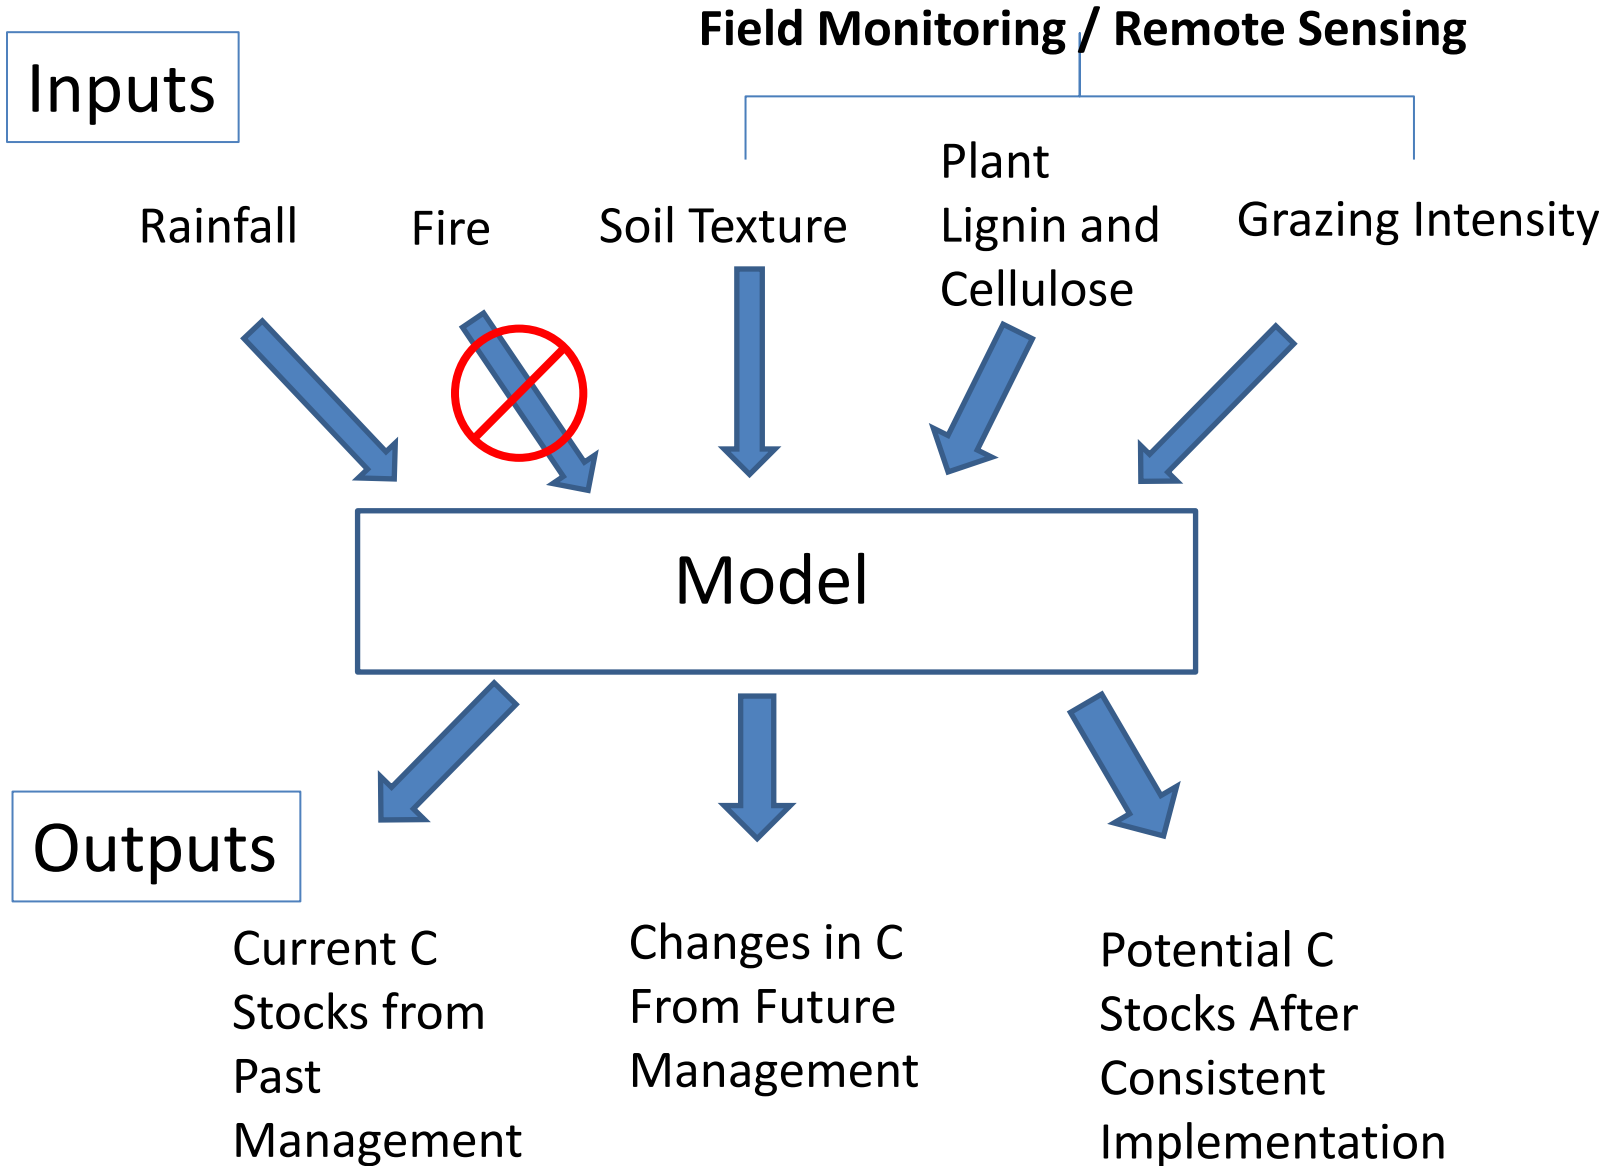 Field Monitoring / Remote Sensing
Inputs
Rainfall
Fire
Soil Texture
Plant
Lignin and
Cellulose
Grazing Intensity
Model
Outputs
Current C
Stocks from
Past
Management
Changes in C
From Future
Management
Potential C
Stocks After
Consistent
Implementation